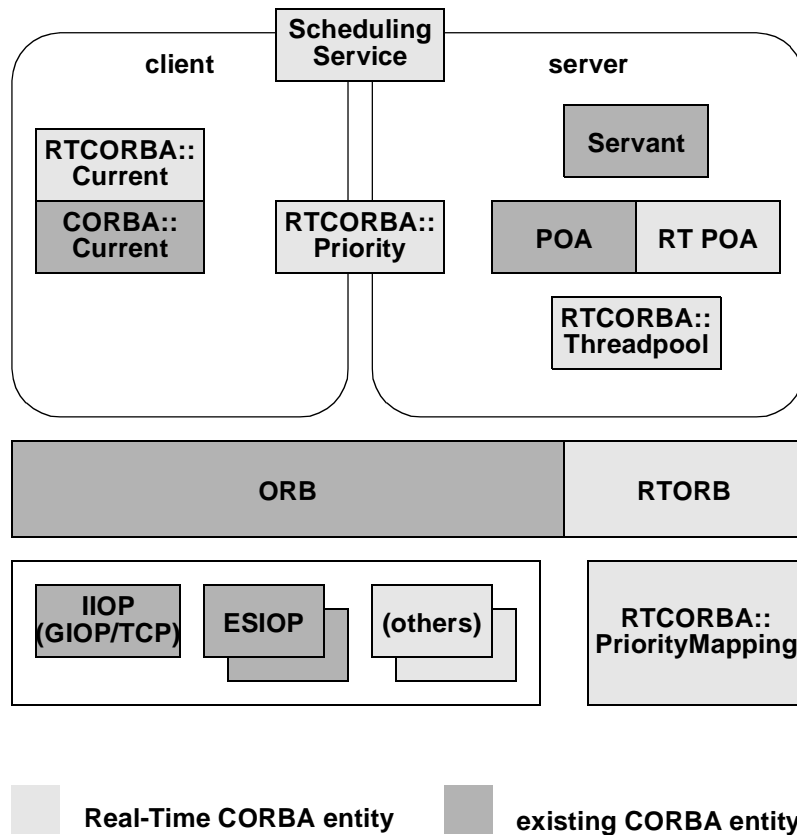 Scheduling
Service
client
server
RTCORBA::
Current
Servant
CORBA::
Current
RTCORBA::
Priority
POA
RT POA
RTCORBA::
Threadpool
ORB
RTORB
IIOP
(GIOP/TCP)
ESIOP
(others)
RTCORBA::
PriorityMapping
Real-Time CORBA entity
existing CORBA entity